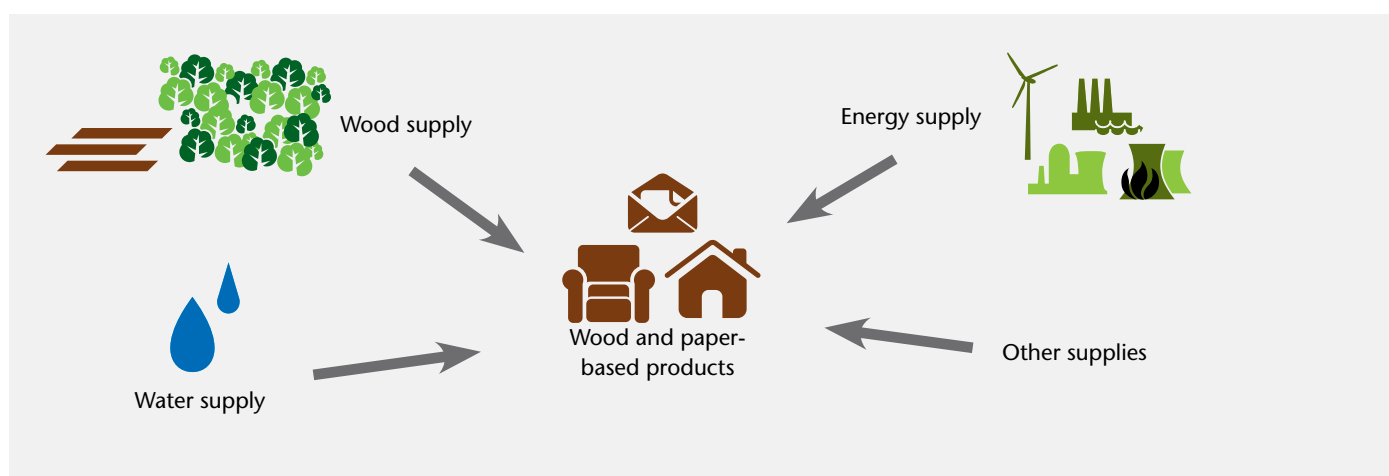 Wood supply
Energy supply
Wood and paper-
based products
Other supplies
Water supply